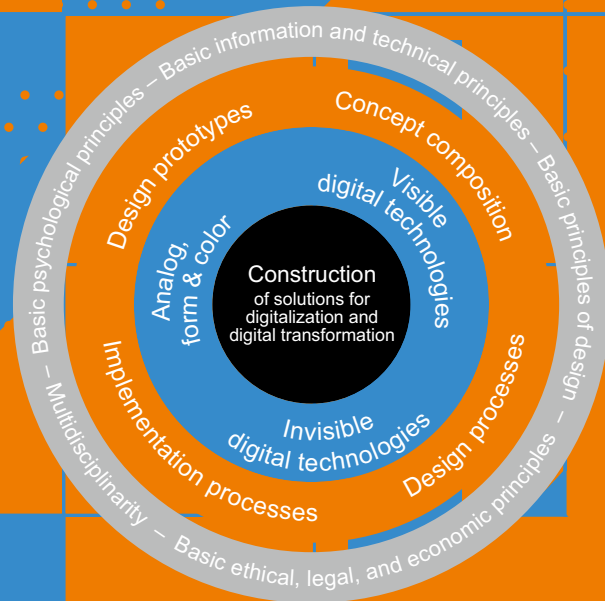 Basic psychological principles – Basic information and technical principles – Basic principles of design – Basic ethical, legal, and economic principles – Multidisciplinarity –
Design prototypes
Concept composition
Design processes
Implementation processes
Analog,
form & color
Visible
digital technologies
Invisible
digital technologies
Construction
of solutions for
digitalization and
digital transformation